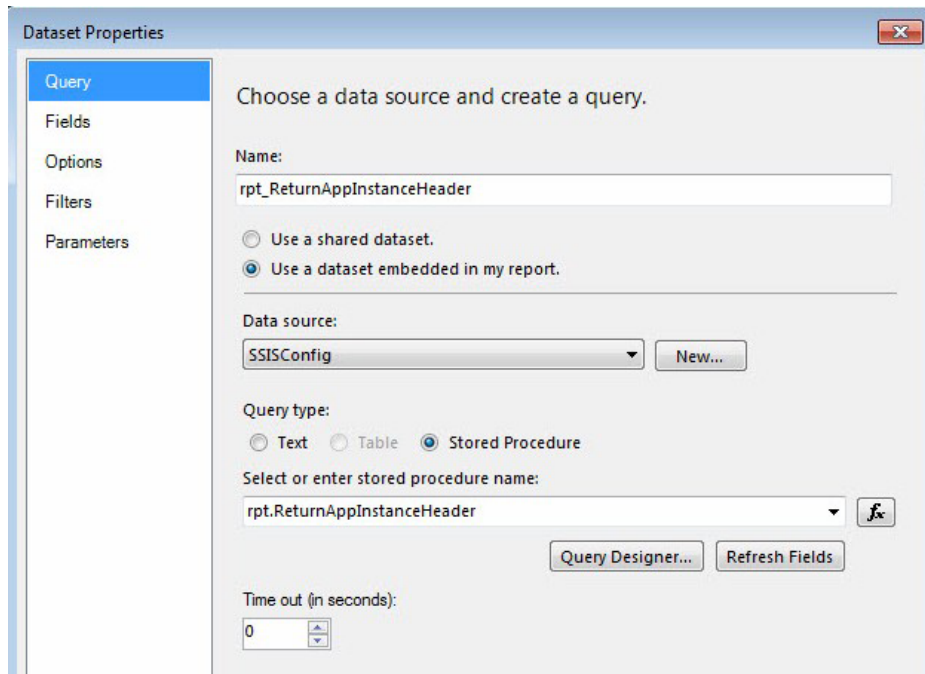 Dataset Properties
Query
Fields
Options
Filters
Parameters
Choose a data source and create a query.
Name:
rpt_ReturnAppInstanceHeader
Use a shared dataset.
Use a dataset embedded in my report.
Data source:
SSISConfig
New...
Query type:
Text Table Stored Procedure
Select or enter stored procedure name:
rpt.ReturnAppInstanceHeader
fx
Query Designer... Refresh Fields
Time out (in seconds):
0